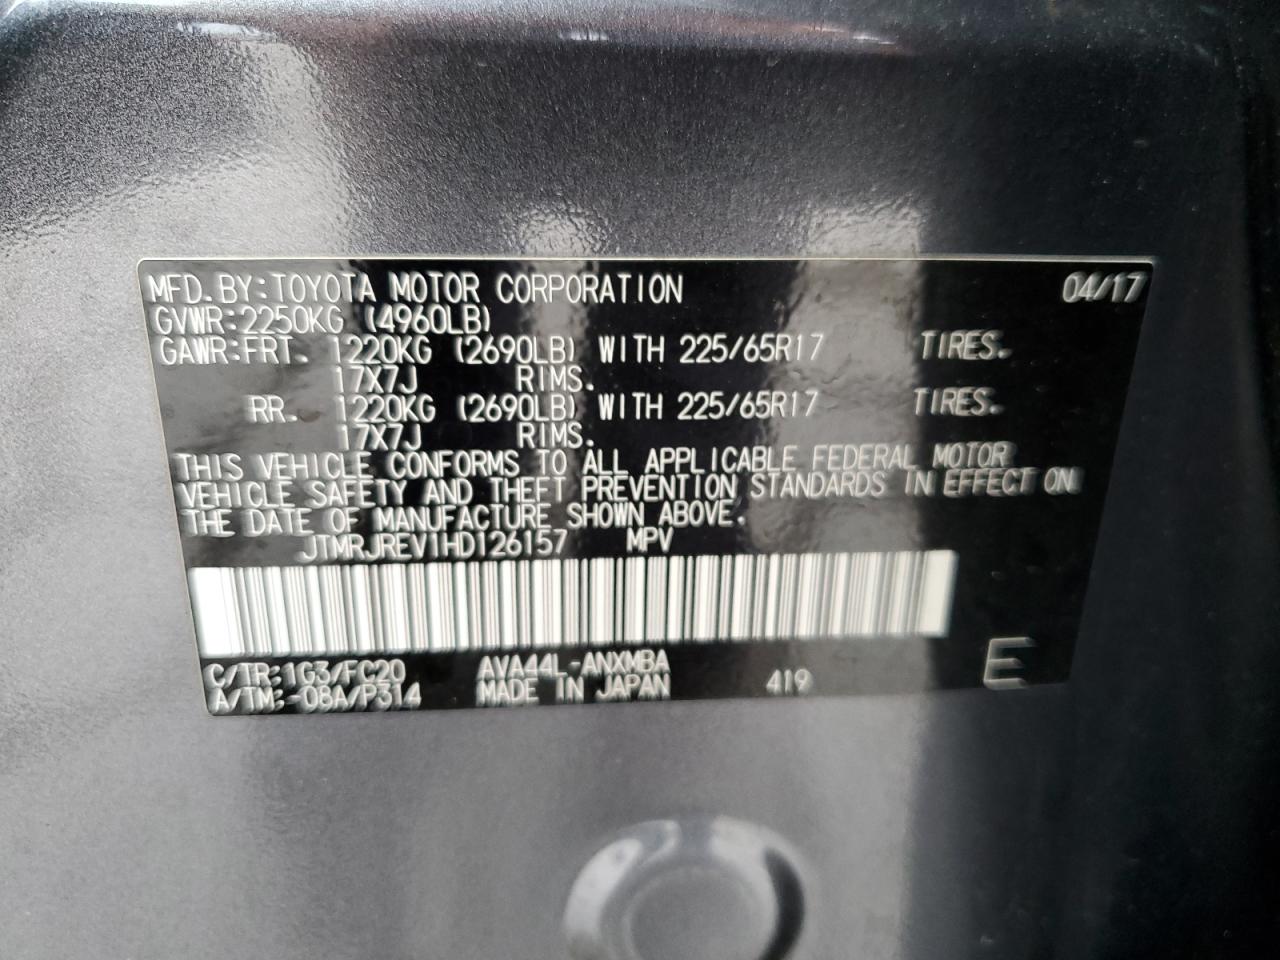 MFD. BY:TOYOTA MOTOR CORPORATION 04/17
GVWR:2250KG (4960LB)
GAWR:FRT. 1220KG (2690LB) WITH 225/65R17 TIRES.
17X7J RIMS.
RR. 1220KG (2690LB) WITH 225/65R17 TIRES.
17X7J RIMS.
THIS VEHICLE CONFORMS TO ALL APPLICABLE FEDERAL MOTOR
VEHICLE SAFETY AND THEFT PREVENTION STANDARDS IN EFFECT ON
THE DATE OF MANUFACTURE SHOWN ABOVE.
JTMRJREV1HD126157 MPV
C/TR:1G3/FC20 AVA44L-ANXMBA
A/TM:-08A/P314 MADE IN JAPAN 419 E